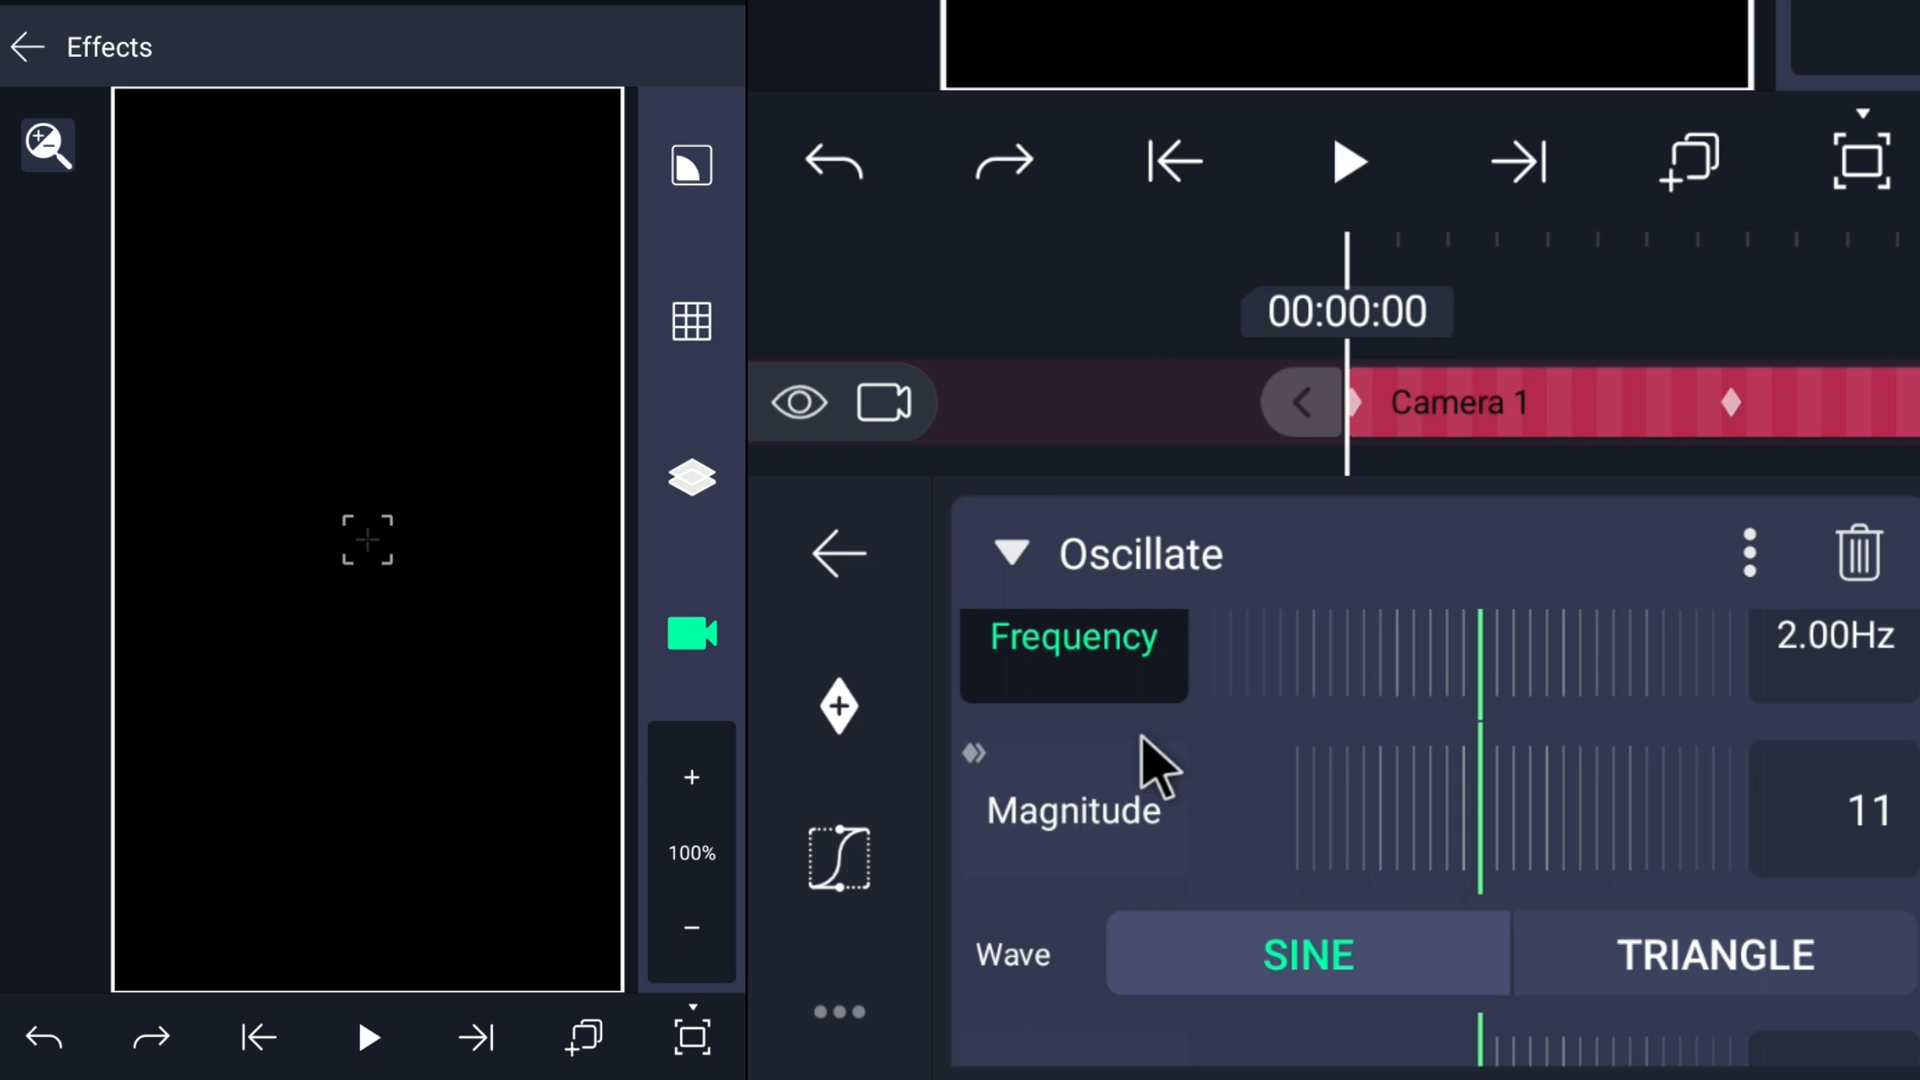 Effects
100%
00:00:00
Camera 1
Oscillate
Frequency
2.00Hz
Magnitude
11
Wave
SINE
TRIANGLE